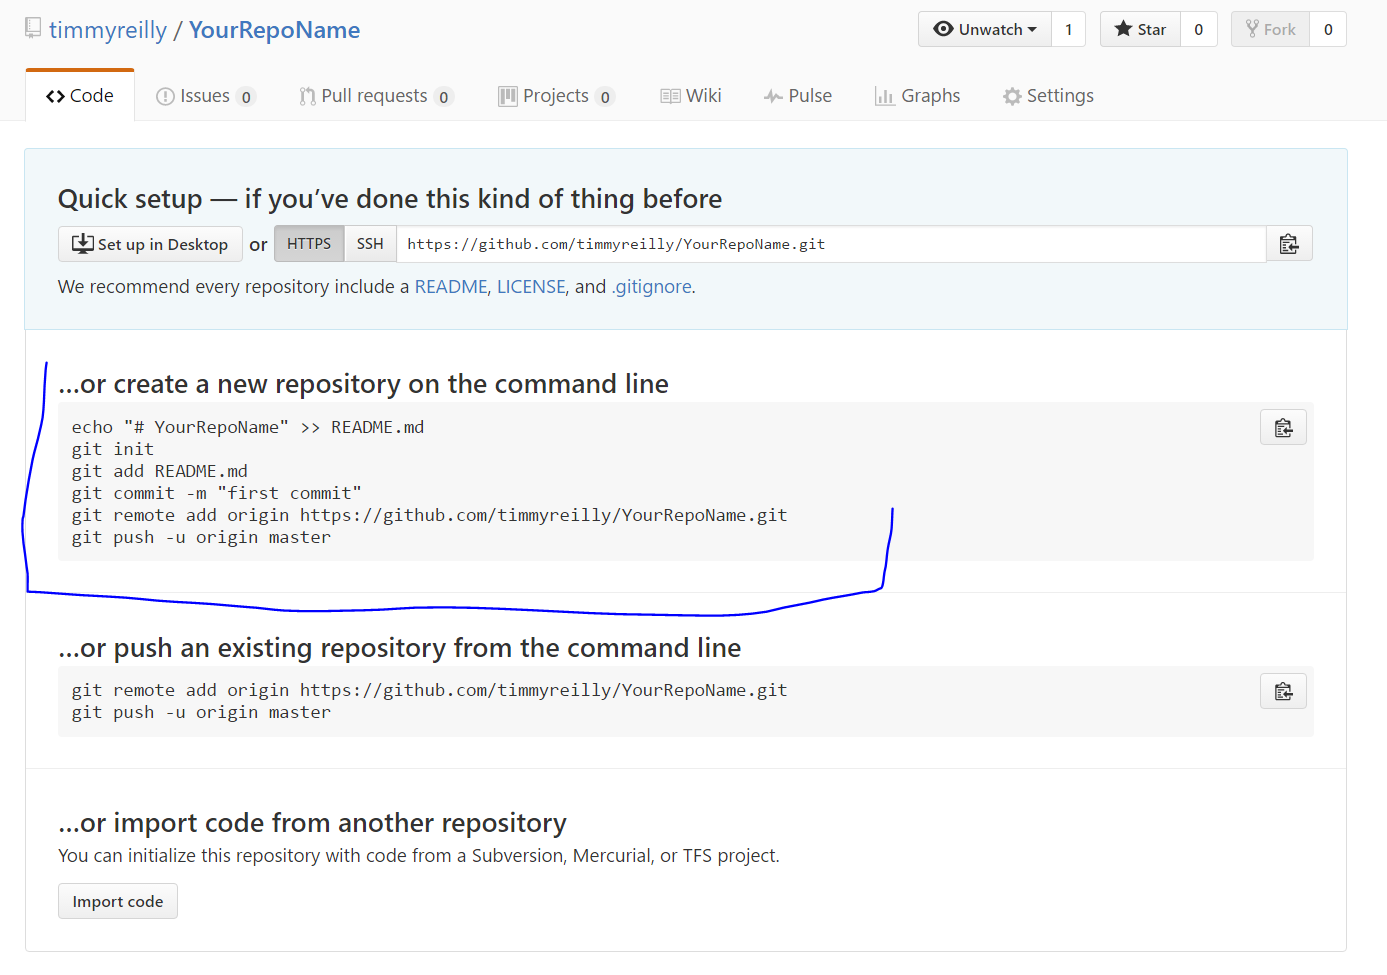 timmyreilly / YourRepoName
Unwatch 1 Star 0 Fork 0
<> Code Issues 0 Pull requests 0 Projects 0 Wiki Pulse Graphs Settings
Quick setup — if you’ve done this kind of thing before
Set up in Desktop or HTTPS SSH https://github.com/timmyreilly/YourRepoName.git
We recommend every repository include a README, LICENSE, and .gitignore.
…or create a new repository on the command line
echo "# YourRepoName" >> README.md
git init
git add README.md
git commit -m "first commit"
git remote add origin https://github.com/timmyreilly/YourRepoName.git
git push -u origin master
…or push an existing repository from the command line
git remote add origin https://github.com/timmyreilly/YourRepoName.git
git push -u origin master
…or import code from another repository
You can initialize this repository with code from a Subversion, Mercurial, or TFS project.
Import code